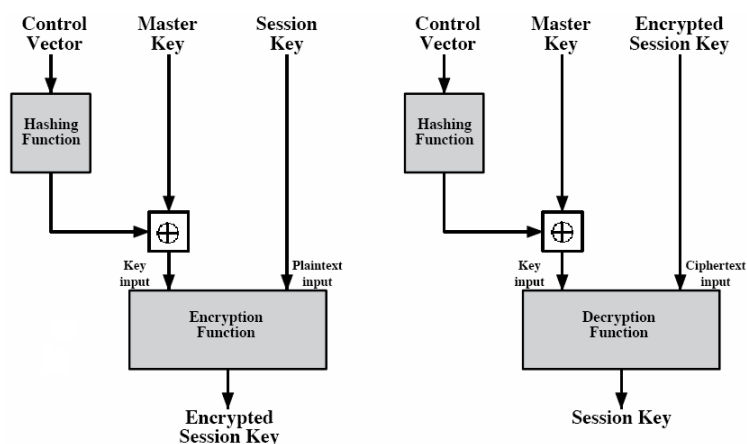 Control
Vector
Master
Key
Session
Key
Hashing
Function
Key
input
Plaintext
input
Encryption
Function
Encrypted
Session Key
Control
Vector
Master
Key
Encrypted
Session Key
Hashing
Function
Key
input
Ciphertext
input
Decryption
Function
Session Key